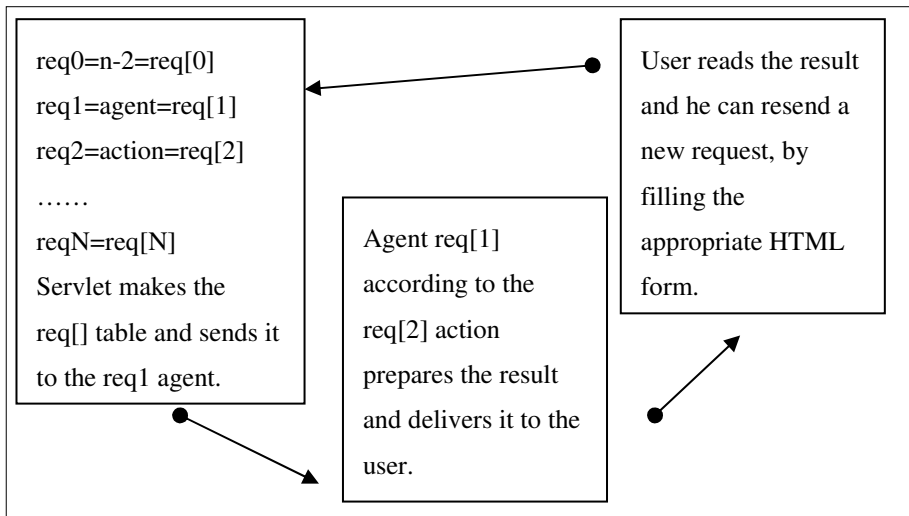 req0=n-2=req[0]
req1=agent=req[1]
req2=action=req[2]
……
reqN=req[N]
Servlet makes the
req[] table and sends it
to the req1 agent.
Agent req[1]
according to the
req[2] action
prepares the result
and delivers it to the
user.
User reads the result
and he can resend a
new request, by
filling the
appropriate HTML
form.